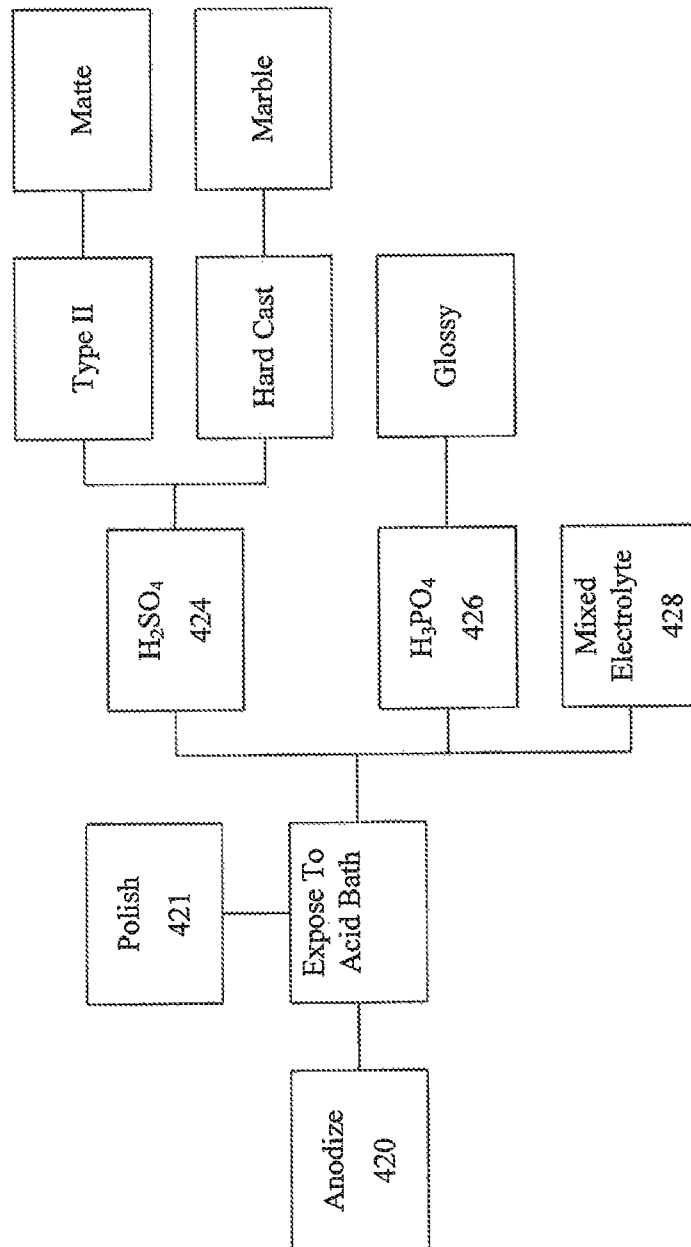 Anodize
420
Polish
421
Expose To
Acid Bath
H₂SO₄
424
H₃PO₄
426
Mixed
Electrolyte
428
Type II
Hard Cast
Glossy
Matte
Marble